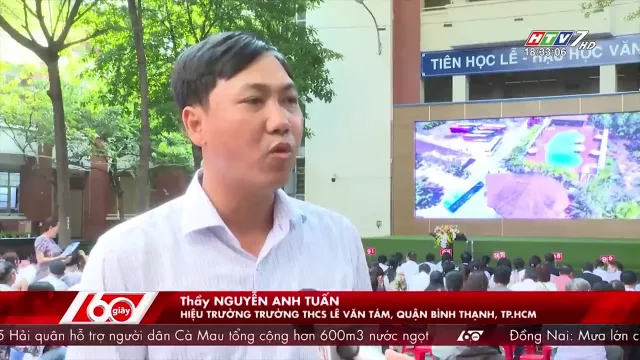 HTV7 HD
18:33:06
TIÊN HỌC LỄ - HẬU HỌC VĂN
Thầy NGUYỄN ANH TUẤN
HIỆU TRƯỞNG TRƯỜNG THCS LÊ VĂN TÁM, QUẬN BÌNH THẠNH, TP.HCM
60 giây
5 Hải quân hỗ trợ người dân Cà Mau tổng cộng hơn 600m3 nước ngọt
HTV
Đồng Nai: Mưa lớn